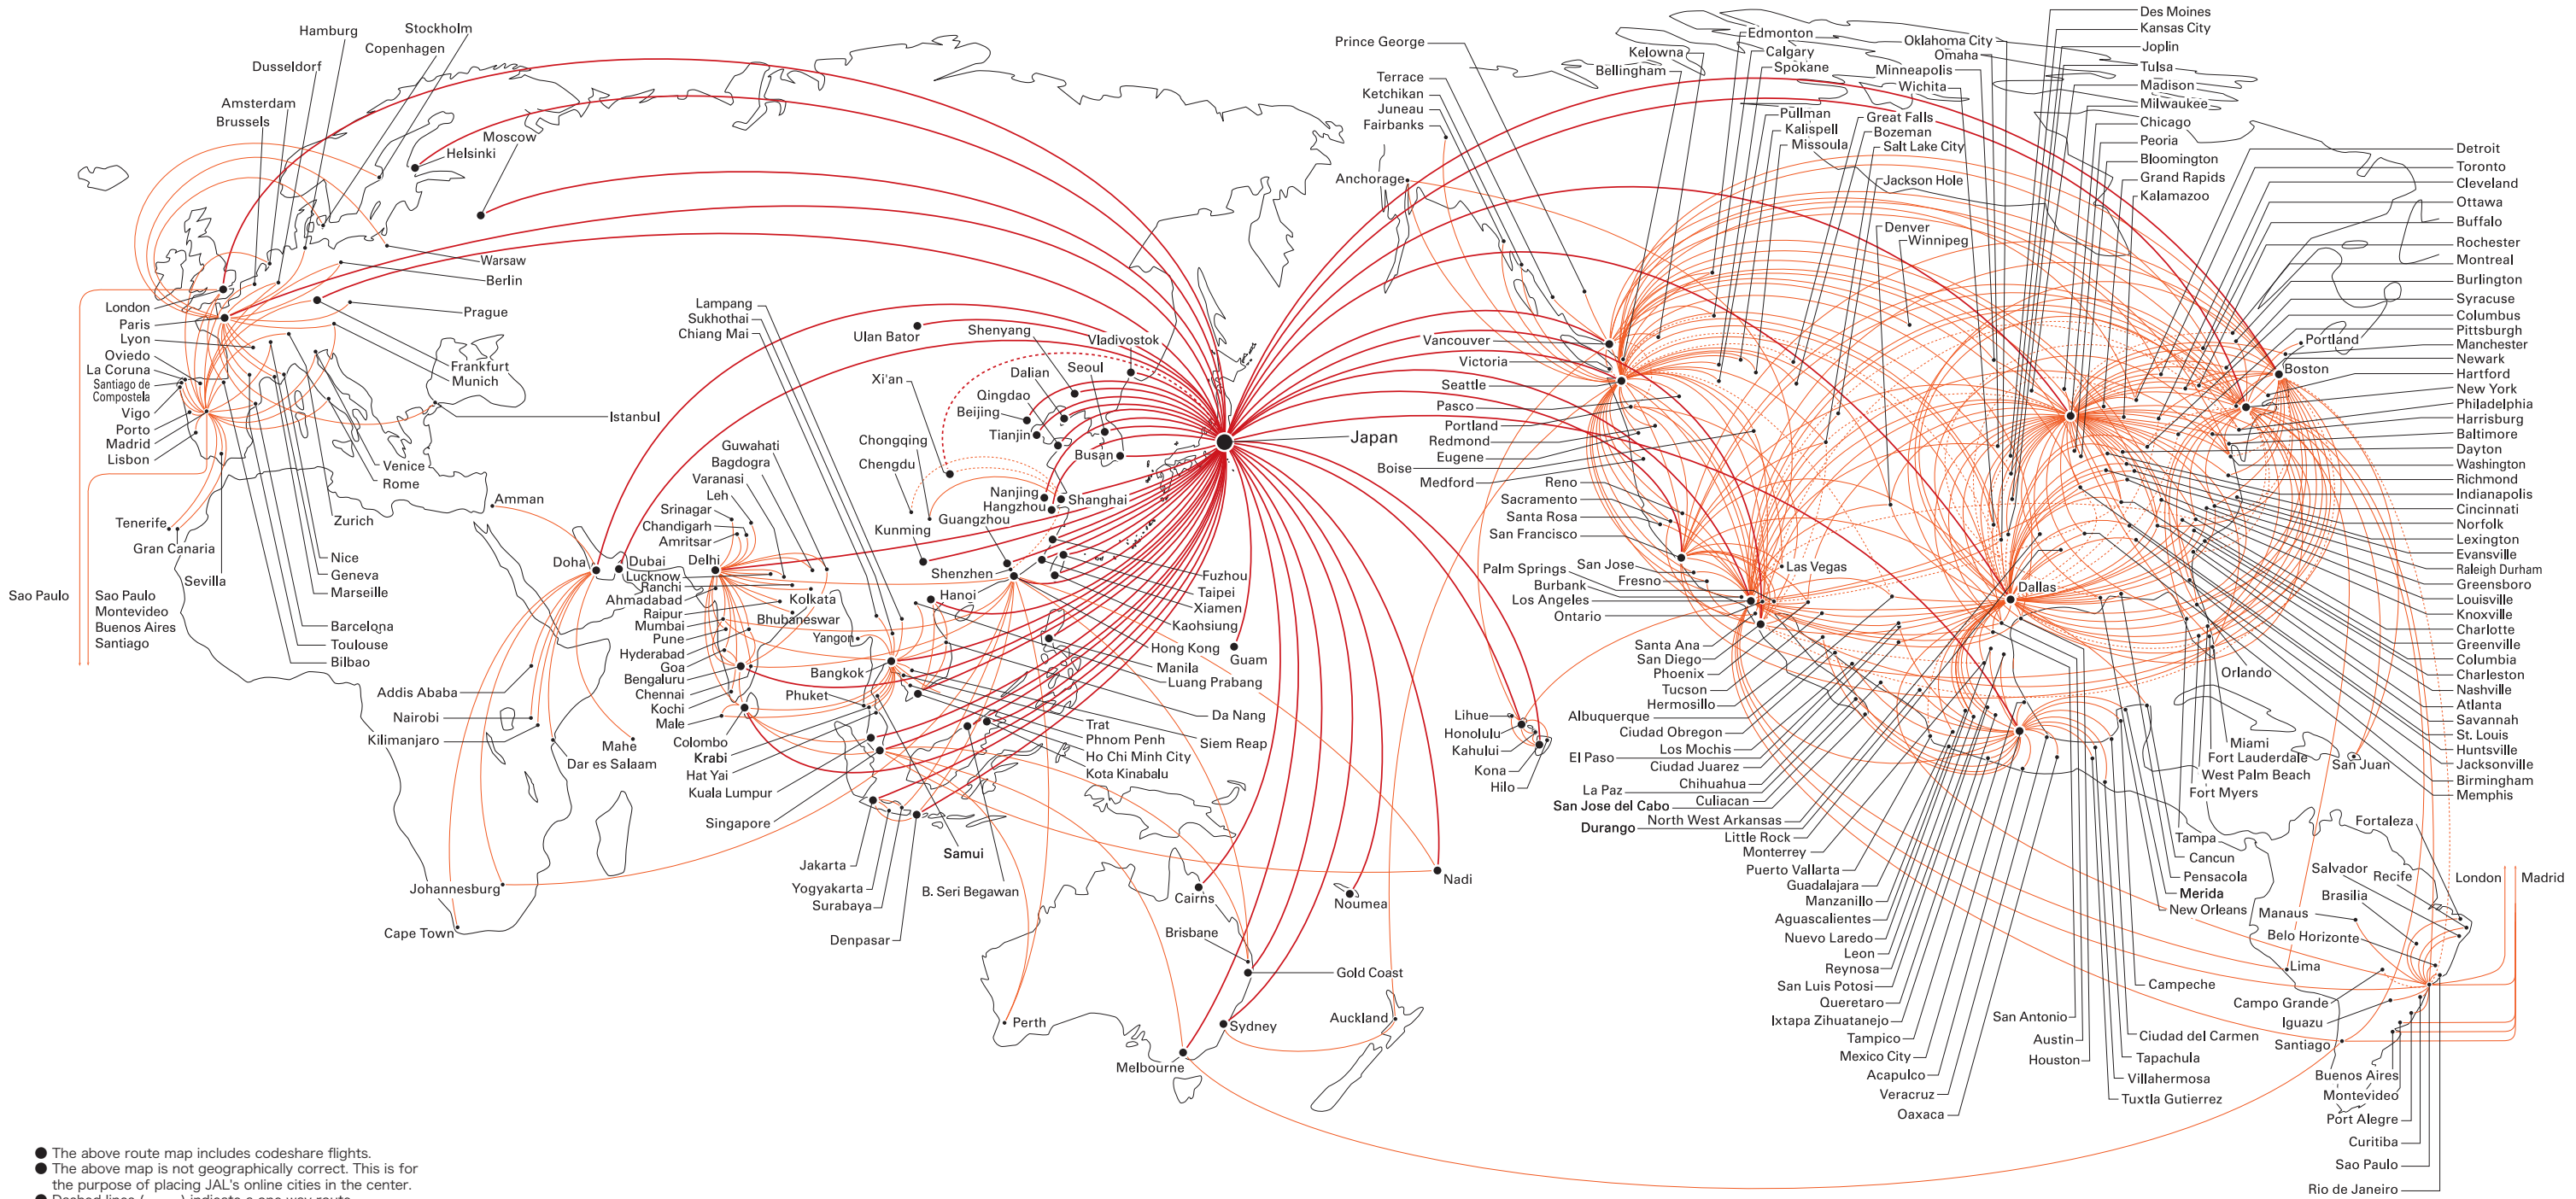 Hamburg
Stockholm
Copenhagen
Dusseldorf
Amsterdam
Brussels
Moscow
Helsinki
Warsaw
Berlin
Prague
London
Paris
Lyon
Oviedo
La Coruna
Santiago de
Compostela
Vigo
Porto
Madrid
Lisbon
Frankfurt
Munich
Istanbul
Venice
Rome
Zurich
Amman
Tenerife
Gran Canaria
Sevilla
Nice
Geneva
Marseille
Barcelona
Toulouse
Bilbao
Sao Paulo
Sao Paulo
Montevideo
Buenos Aires
Santiago
Addis Ababa
Nairobi
Kilimanjaro
Mahe
Dar es Salaam
Johannesburg
Cape Town
Doha
Dubai
Lampang
Sukhothai
Chiang Mai
Ulan Bator
Shenyang
Vladivostok
Seoul
Dalian
Xi'an
Qingdao
Beijing
Tianjin
Chongqing
Chengdu
Busan
Japan
Guwahati
Bagdogra
Varanasi
Leh
Srinagar
Chandigarh
Amritsar
Delhi
Nanjing
Shanghai
Hangzhou
Guangzhou
Kunming
Shenzhen
Lucknow
Ranchi
Ahmadabad
Raipur
Mumbai
Pune
Hyderabad
Goa
Bengaluru
Chennai
Kochi
Male
Kolkata
Bhubaneswar
Yangon
Hanoi
Bangkok
Phuket
Colombo
Krabi
Hat Yai
Kuala Lumpur
Singapore
Fuzhou
Taipei
Xiamen
Kaohsiung
Hong Kong
Guam
Manila
Luang Prabang
Da Nang
Trat
Phnom Penh
Siem Reap
Ho Chi Minh City
Kota Kinabalu
Jakarta
Yogyakarta
Surabaya
Denpasar
Samui
B. Seri Begawan
Cairns
Noumea
Nadi
Brisbane
Gold Coast
Perth
Sydney
Auckland
Melbourne
Prince George
Terrace
Ketchikan
Juneau
Fairbanks
Anchorage
Kelowna
Bellingham
Edmonton
Calgary
Spokane
Pullman
Kalispell
Missoula
Oklahoma City
Omaha
Minneapolis
Wichita
Great Falls
Bozeman
Salt Lake City
Jackson Hole
Denver
Winnipeg
Des Moines
Kansas City
Joplin
Tulsa
Madison
Milwaukee
Chicago
Peoria
Bloomington
Grand Rapids
Kalamazoo
Vancouver
Victoria
Seattle
Pasco
Portland
Redmond
Eugene
Boise
Medford
Reno
Sacramento
Santa Rosa
San Francisco
San Jose
Fresno
Las Vegas
Palm Springs
Burbank
Los Angeles
Ontario
Santa Ana
San Diego
Phoenix
Tucson
Hermosillo
Albuquerque
Ciudad Obregon
Los Mochis
El Paso
Ciudad Juarez
Chihuahua
La Paz
Culiacan
San Jose del Cabo
North West Arkansas
Durango
Little Rock
Monterrey
Puerto Vallarta
Guadalajara
Manzanillo
Aguascalientes
Nuevo Laredo
Leon
Reynosa
San Luis Potosi
Queretaro
Ixtapa Zihuatanejo
Tampico
Mexico City
Acapulco
Veracruz
Oaxaca
Lihue
Honolulu
Kahului
Kona
Hilo
Dallas
San Antonio
Austin
Houston
Campeche
Ciudad del Carmen
Tapachula
Villahermosa
Tuxtla Gutierrez
Orlando
Miami
Fort Lauderdale
West Palm Beach
Fort Myers
Tampa
Cancun
Pensacola
Merida
New Orleans
San Juan
Portland
Boston
Detroit
Toronto
Cleveland
Ottawa
Buffalo
Rochester
Montreal
Burlington
Syracuse
Columbus
Pittsburgh
Manchester
Newark
Hartford
New York
Philadelphia
Harrisburg
Baltimore
Dayton
Washington
Richmond
Indianapolis
Cincinnati
Norfolk
Lexington
Evansville
Raleigh Durham
Greensboro
Louisville
Knoxville
Charlotte
Greenville
Columbia
Charleston
Nashville
Atlanta
Savannah
St. Louis
Huntsville
Jacksonville
Birmingham
Memphis
Fortaleza
Salvador
Recife
Brasilia
Manaus
Belo Horizonte
Lima
Campo Grande
Iguazu
Santiago
London
Madrid
Buenos Aires
Montevideo
Port Alegre
Curitiba
Sao Paulo
Rio de Janeiro
● The above route map includes codeshare flights.
● The above map is not geographically correct. This is for
the purpose of placing JAL's online cities in the center.
● Dashed lines (-----) indicate a one way route.